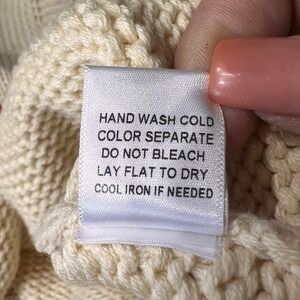 HAND WASH COLD
COLOR SEPARATE
DO NOT BLEACH
LAY FLAT TO DRY
COOL IRON IF NEEDED